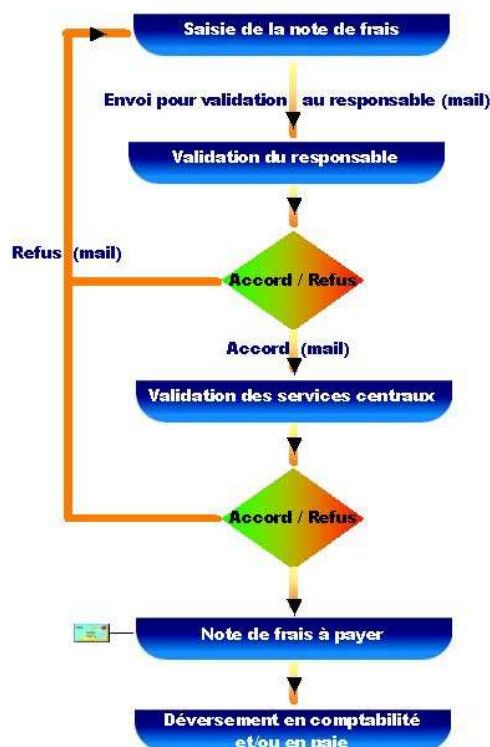 Saisie de la note de frais
Envoi pour validation au responsable (mail)
Validation du responsable
Refus (mail)
Accord / Refus
Accord (mail)
Validation des services centraux
Accord / Refus
Note de frais à payer
Déversement en comptabilité
et/ou en paie